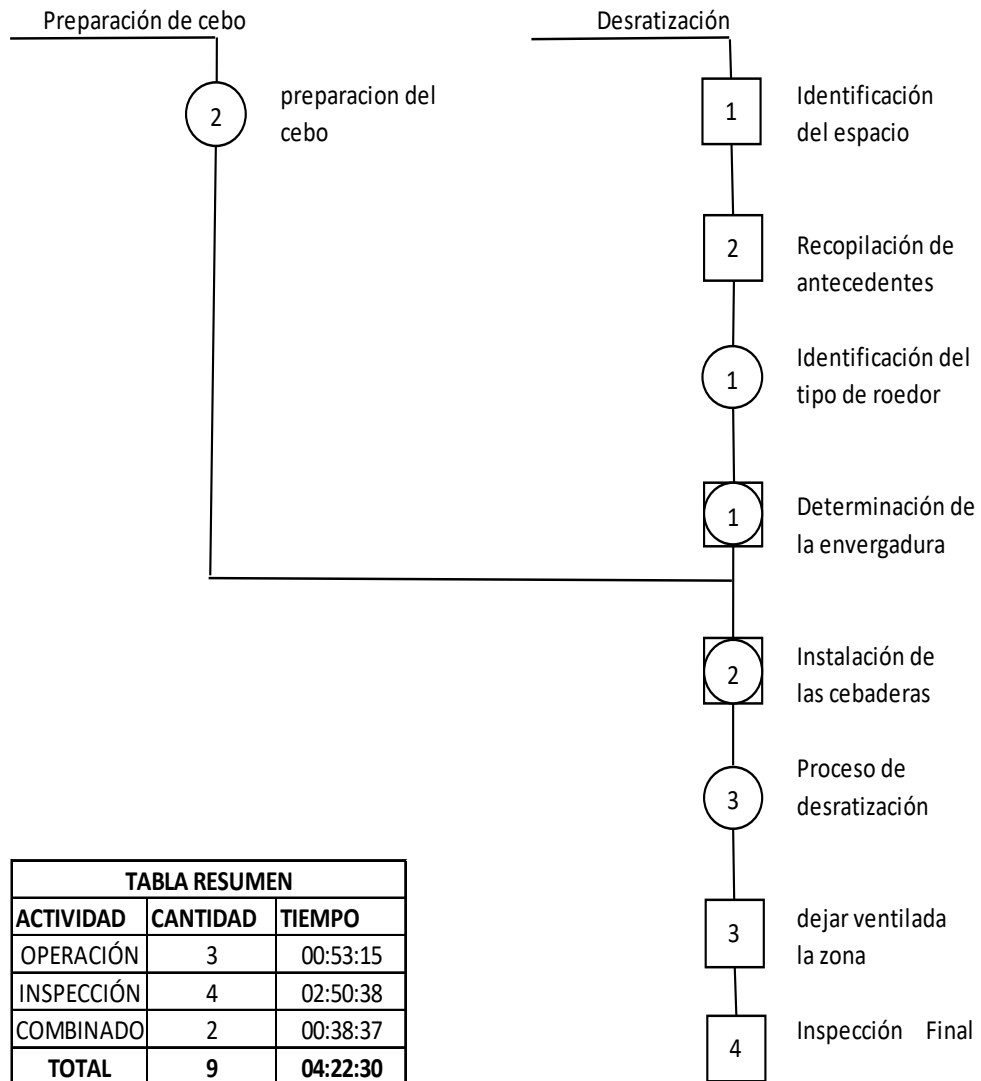 Preparación de cebo
Desratización
2
preparacion del
cebo
1
Identificación
del espacio
2
Recopilación de
antecedentes
1
Identificación del
tipo de roedor
1
Determinación de
la envergadura
2
Instalación de
las cebaderas
3
Proceso de
desratización
3
dejar ventilada
la zona
4
Inspección Final
TABLA RESUMEN
ACTIVIDAD CANTIDAD TIEMPO
OPERACIÓN 3 00:53:15
INSPECCIÓN 4 02:50:38
COMBINADO 2 00:38:37
TOTAL 9 04:22:30